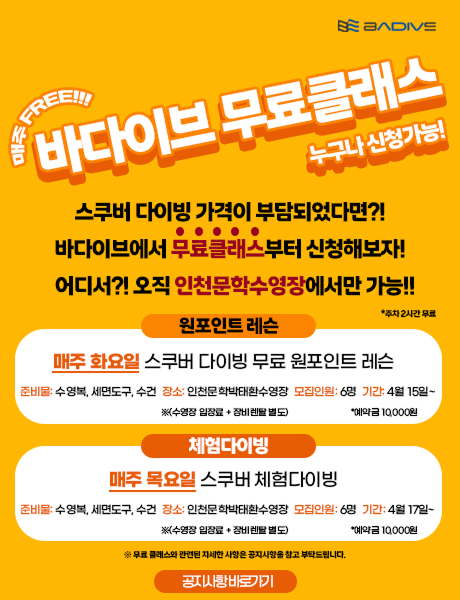 BADIVE
매주 FREE!!!
바다이브 무료클래스
누구나 신청가능!
스쿠버 다이빙 가격이 부담되었다면?!
바다이브에서 무료클래스부터 신청해보자!
어디서?! 오직 인천문학수영장에서만 가능!!
*주차 2시간 무료
원포인트 레슨
매주 화요일 스쿠버 다이빙 무료 원포인트 레슨
준비물: 수영복, 세면도구, 수건 장소: 인천문학박태환수영장 모집인원: 6명 기간: 4월 15일~
※(수영장 입장료 + 장비렌탈 별도) *예약금 10,000원
체험다이빙
매주 목요일 스쿠버 체험다이빙
준비물: 수영복, 세면도구, 수건 장소: 인천문학박태환수영장 모집인원: 6명 기간: 4월 17일~
※(수영장 입장료 + 장비렌탈 별도) *예약금 10,000원
※ 무료 클래스와 관련된 자세한 사항은 공지사항을 참고 부탁드립니다.
공지사항 바로가기